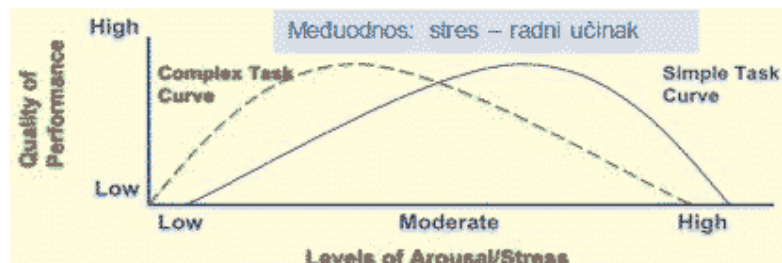 High
Međuodnos: stres – radni učinak
Complex Task
Curve
Simple Task
Curve
Quality of
Performance
Low
Low
Moderate
High
Levels of Arousal/Stress